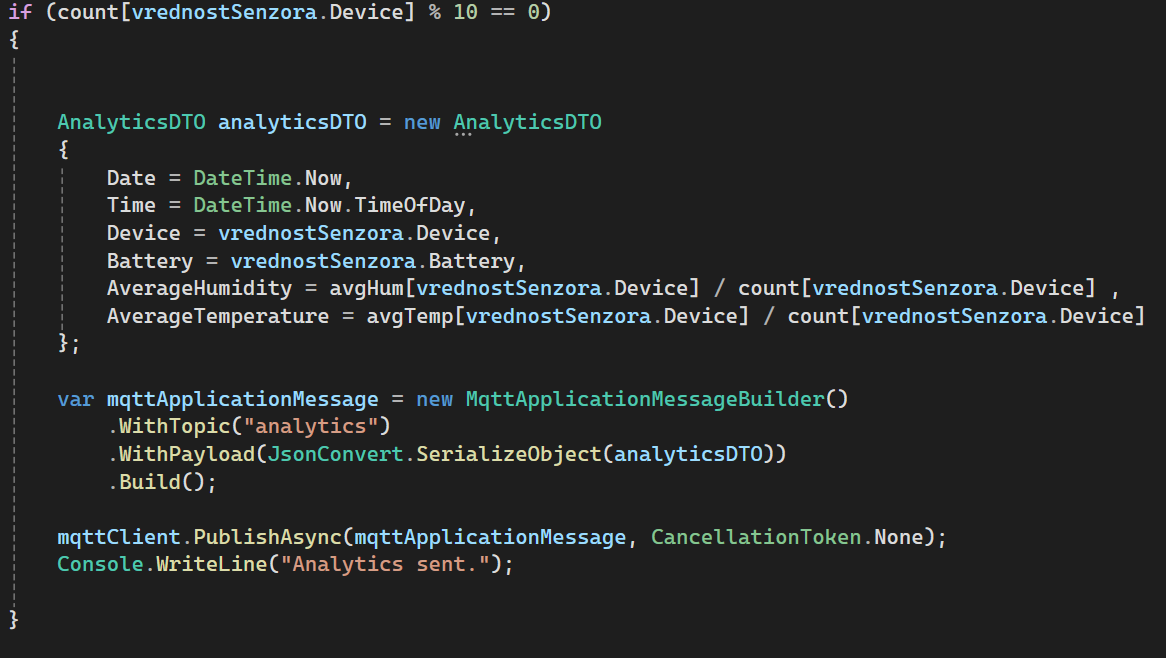 if (count[vrednostSenzora.Device] % 10 == 0)
{
AnalyticsDTO analyticsDTO = new AnalyticsDTO
{
Date = DateTime.Now,
Time = DateTime.Now.TimeOfDay,
Device = vrednostSenzora.Device,
Battery = vrednostSenzora.Battery,
AverageHumidity = avgHum[vrednostSenzora.Device] / count[vrednostSenzora.Device] ,
AverageTemperature = avgTemp[vrednostSenzora.Device] / count[vrednostSenzora.Device]
};
var mqttApplicationMessage = new MqttApplicationMessageBuilder()
.WithTopic("analytics")
.WithPayload(JsonConvert.SerializeObject(analyticsDTO))
.Build();
mqttClient.PublishAsync(mqttApplicationMessage, CancellationToken.None);
Console.WriteLine("Analytics sent.");
}